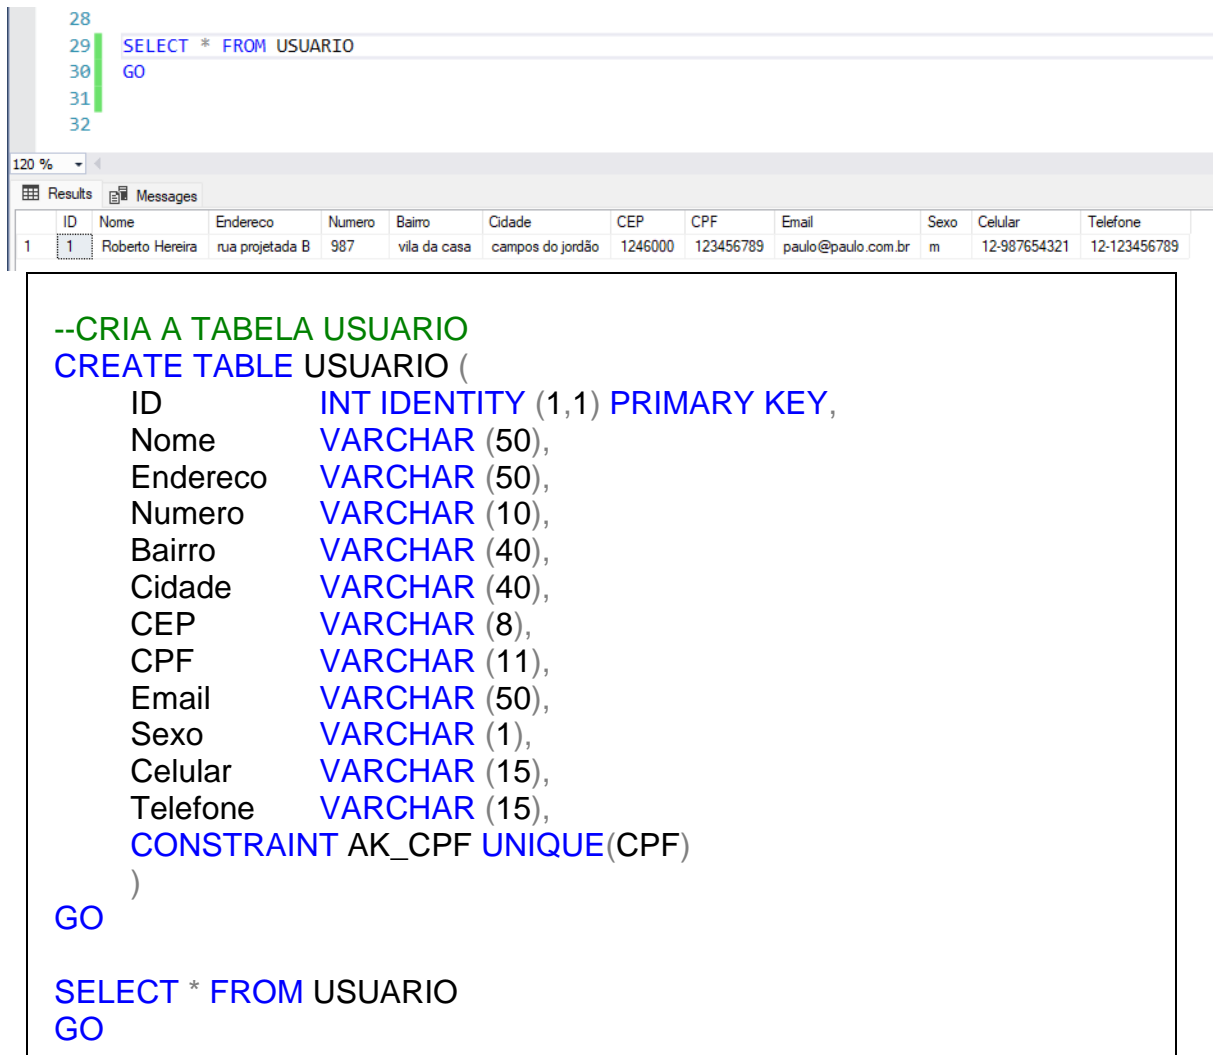 28
29 SELECT * FROM USUARIO
30 GO
31
32
120 %
Results Messages
ID Nome Endereco Numero Bairro Cidade CEP CPF Email Sexo Celular Telefone
1 1 Roberto Hereira rua projetada B 987 vila da casa campos do jordão 1246000 123456789 paulo@paulo.com.br m 12-987654321 12-123456789
--CRIA A TABELA USUARIO
CREATE TABLE USUARIO (
ID INT IDENTITY (1,1) PRIMARY KEY,
Nome VARCHAR (50),
Endereco VARCHAR (50),
Numero VARCHAR (10),
Bairro VARCHAR (40),
Cidade VARCHAR (40),
CEP VARCHAR (8),
CPF VARCHAR (11),
Email VARCHAR (50),
Sexo VARCHAR (1),
Celular VARCHAR (15),
Telefone VARCHAR (15),
CONSTRAINT AK_CPF UNIQUE(CPF)
)
GO
SELECT * FROM USUARIO
GO